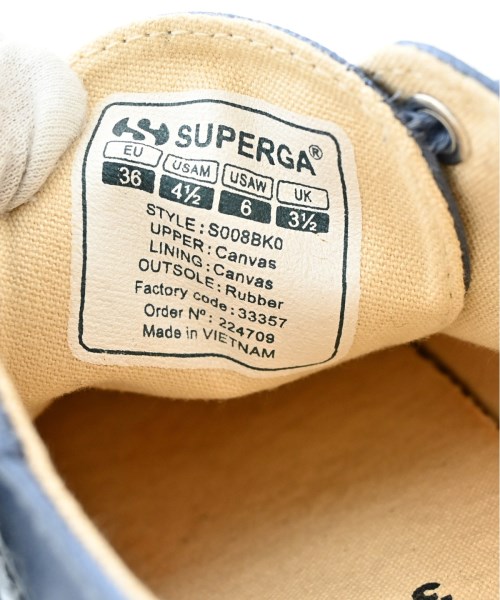 SUPERGA®
EU USAM USAW UK
36 4½ 6 3½
STYLE : S008BK0
UPPER : Canvas
LINING : Canvas
OUTSOLE : Rubber
Factory code : 33357
Order Nº : 224709
Made in VIETNAM